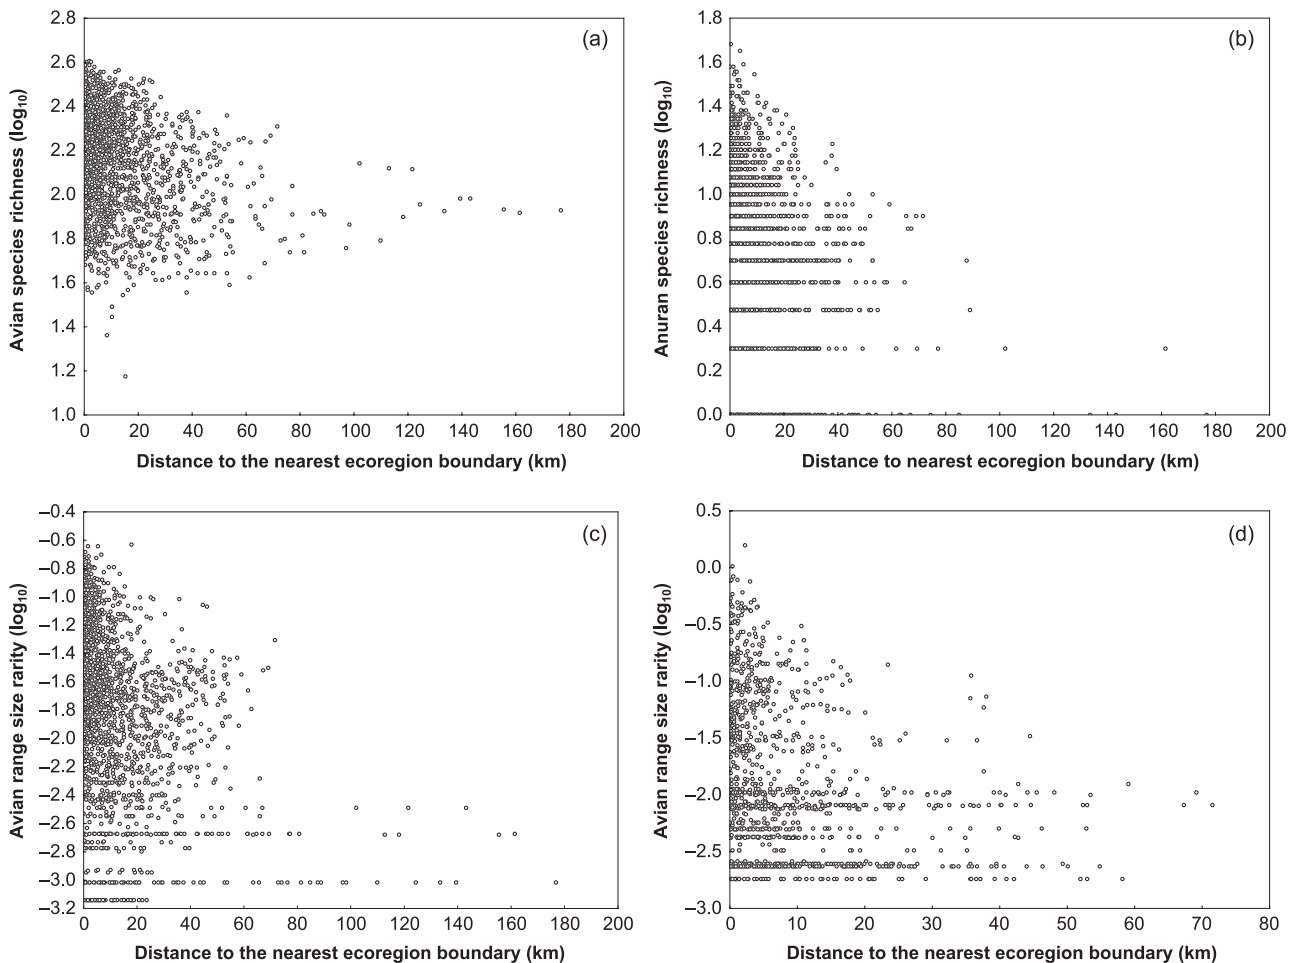 (a)
Avian species richness (log10)
2.8
2.6
2.4
2.2
2.0
1.8
1.6
1.4
1.2
1.0
0 20 40 60 80 100 120 140 160 180 200
Distance to the nearest ecoregion boundary (km)
(b)
Anuran species richness (log10)
1.8
1.6
1.4
1.2
1.0
0.8
0.6
0.4
0.2
0.0
0 20 40 60 80 100 120 140 160 180 200
Distance to nearest ecoregion boundary (km)
(c)
Avian range size rarity (log10)
–0.4
–0.6
–0.8
–1.0
–1.2
–1.4
–1.6
–1.8
–2.0
–2.2
–2.4
–2.6
–2.8
–3.0
–3.2
0 20 40 60 80 100 120 140 160 180 200
Distance to the nearest ecoregion boundary (km)
(d)
Avian range size rarity (log10)
0.5
0.0
–0.5
–1.0
–1.5
–2.0
–2.5
–3.0
0 10 20 30 40 50 60 70 80
Distance to the nearest ecoregion boundary (km)